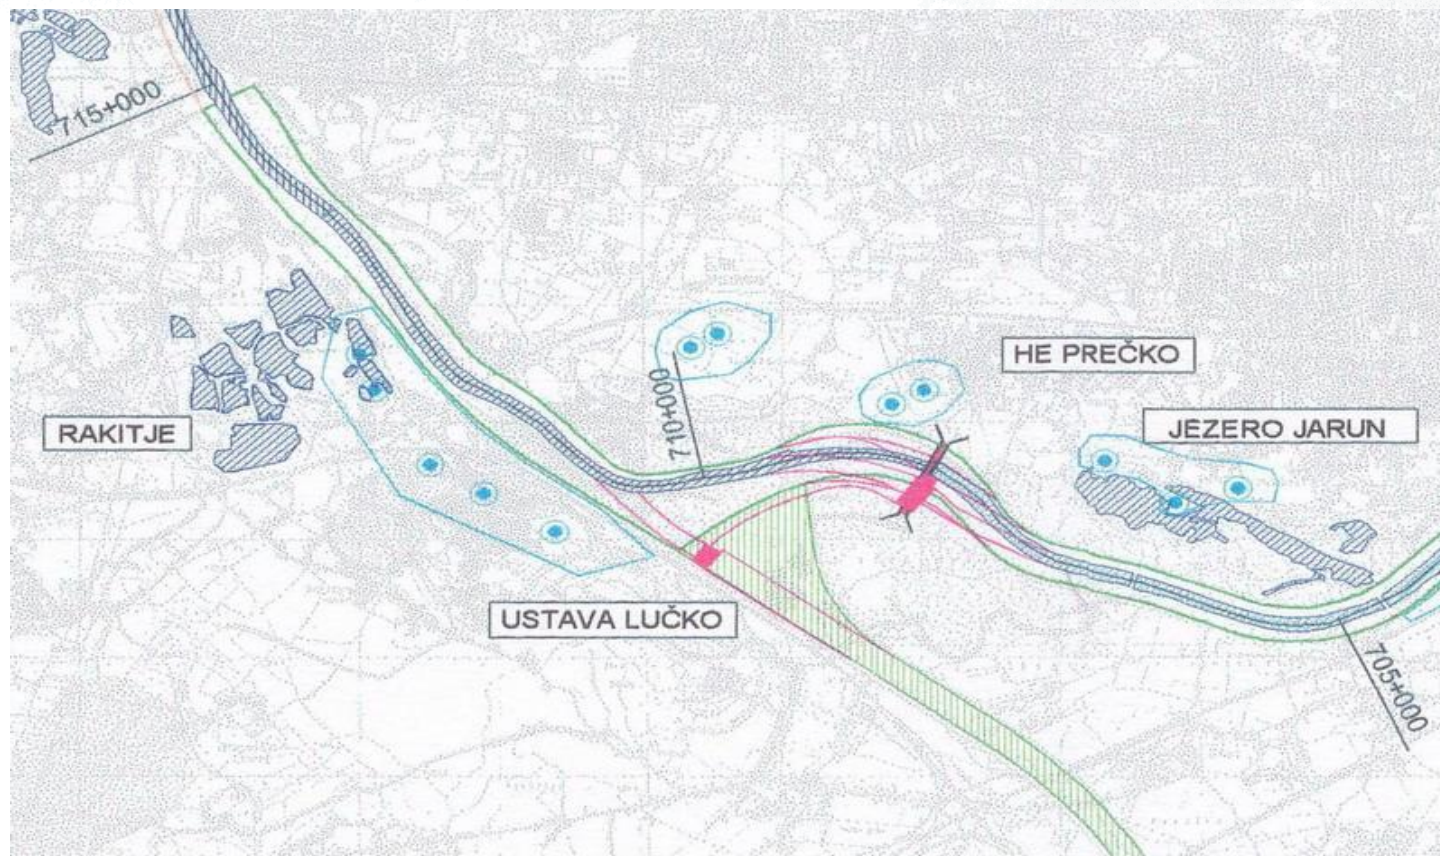 715+000
HE PREČKO
710+000
JEZERO JARUN
RAKITJE
USTAVA LUČKO
705+000